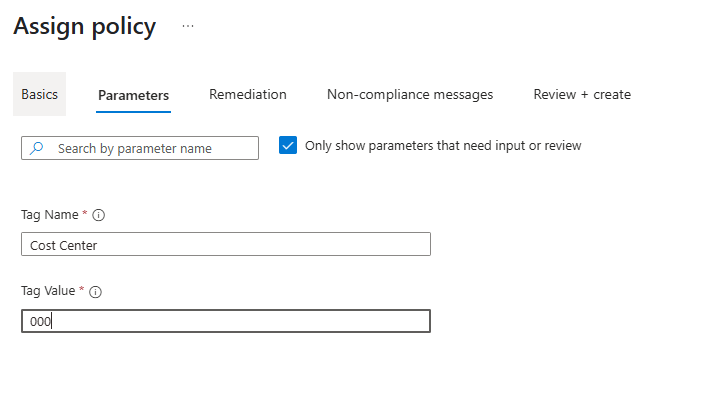 Assign policy ...
Basics Parameters Remediation Non-compliance messages Review + create
Search by parameter name Only show parameters that need input or review
Tag Name *
Cost Center
Tag Value *
000